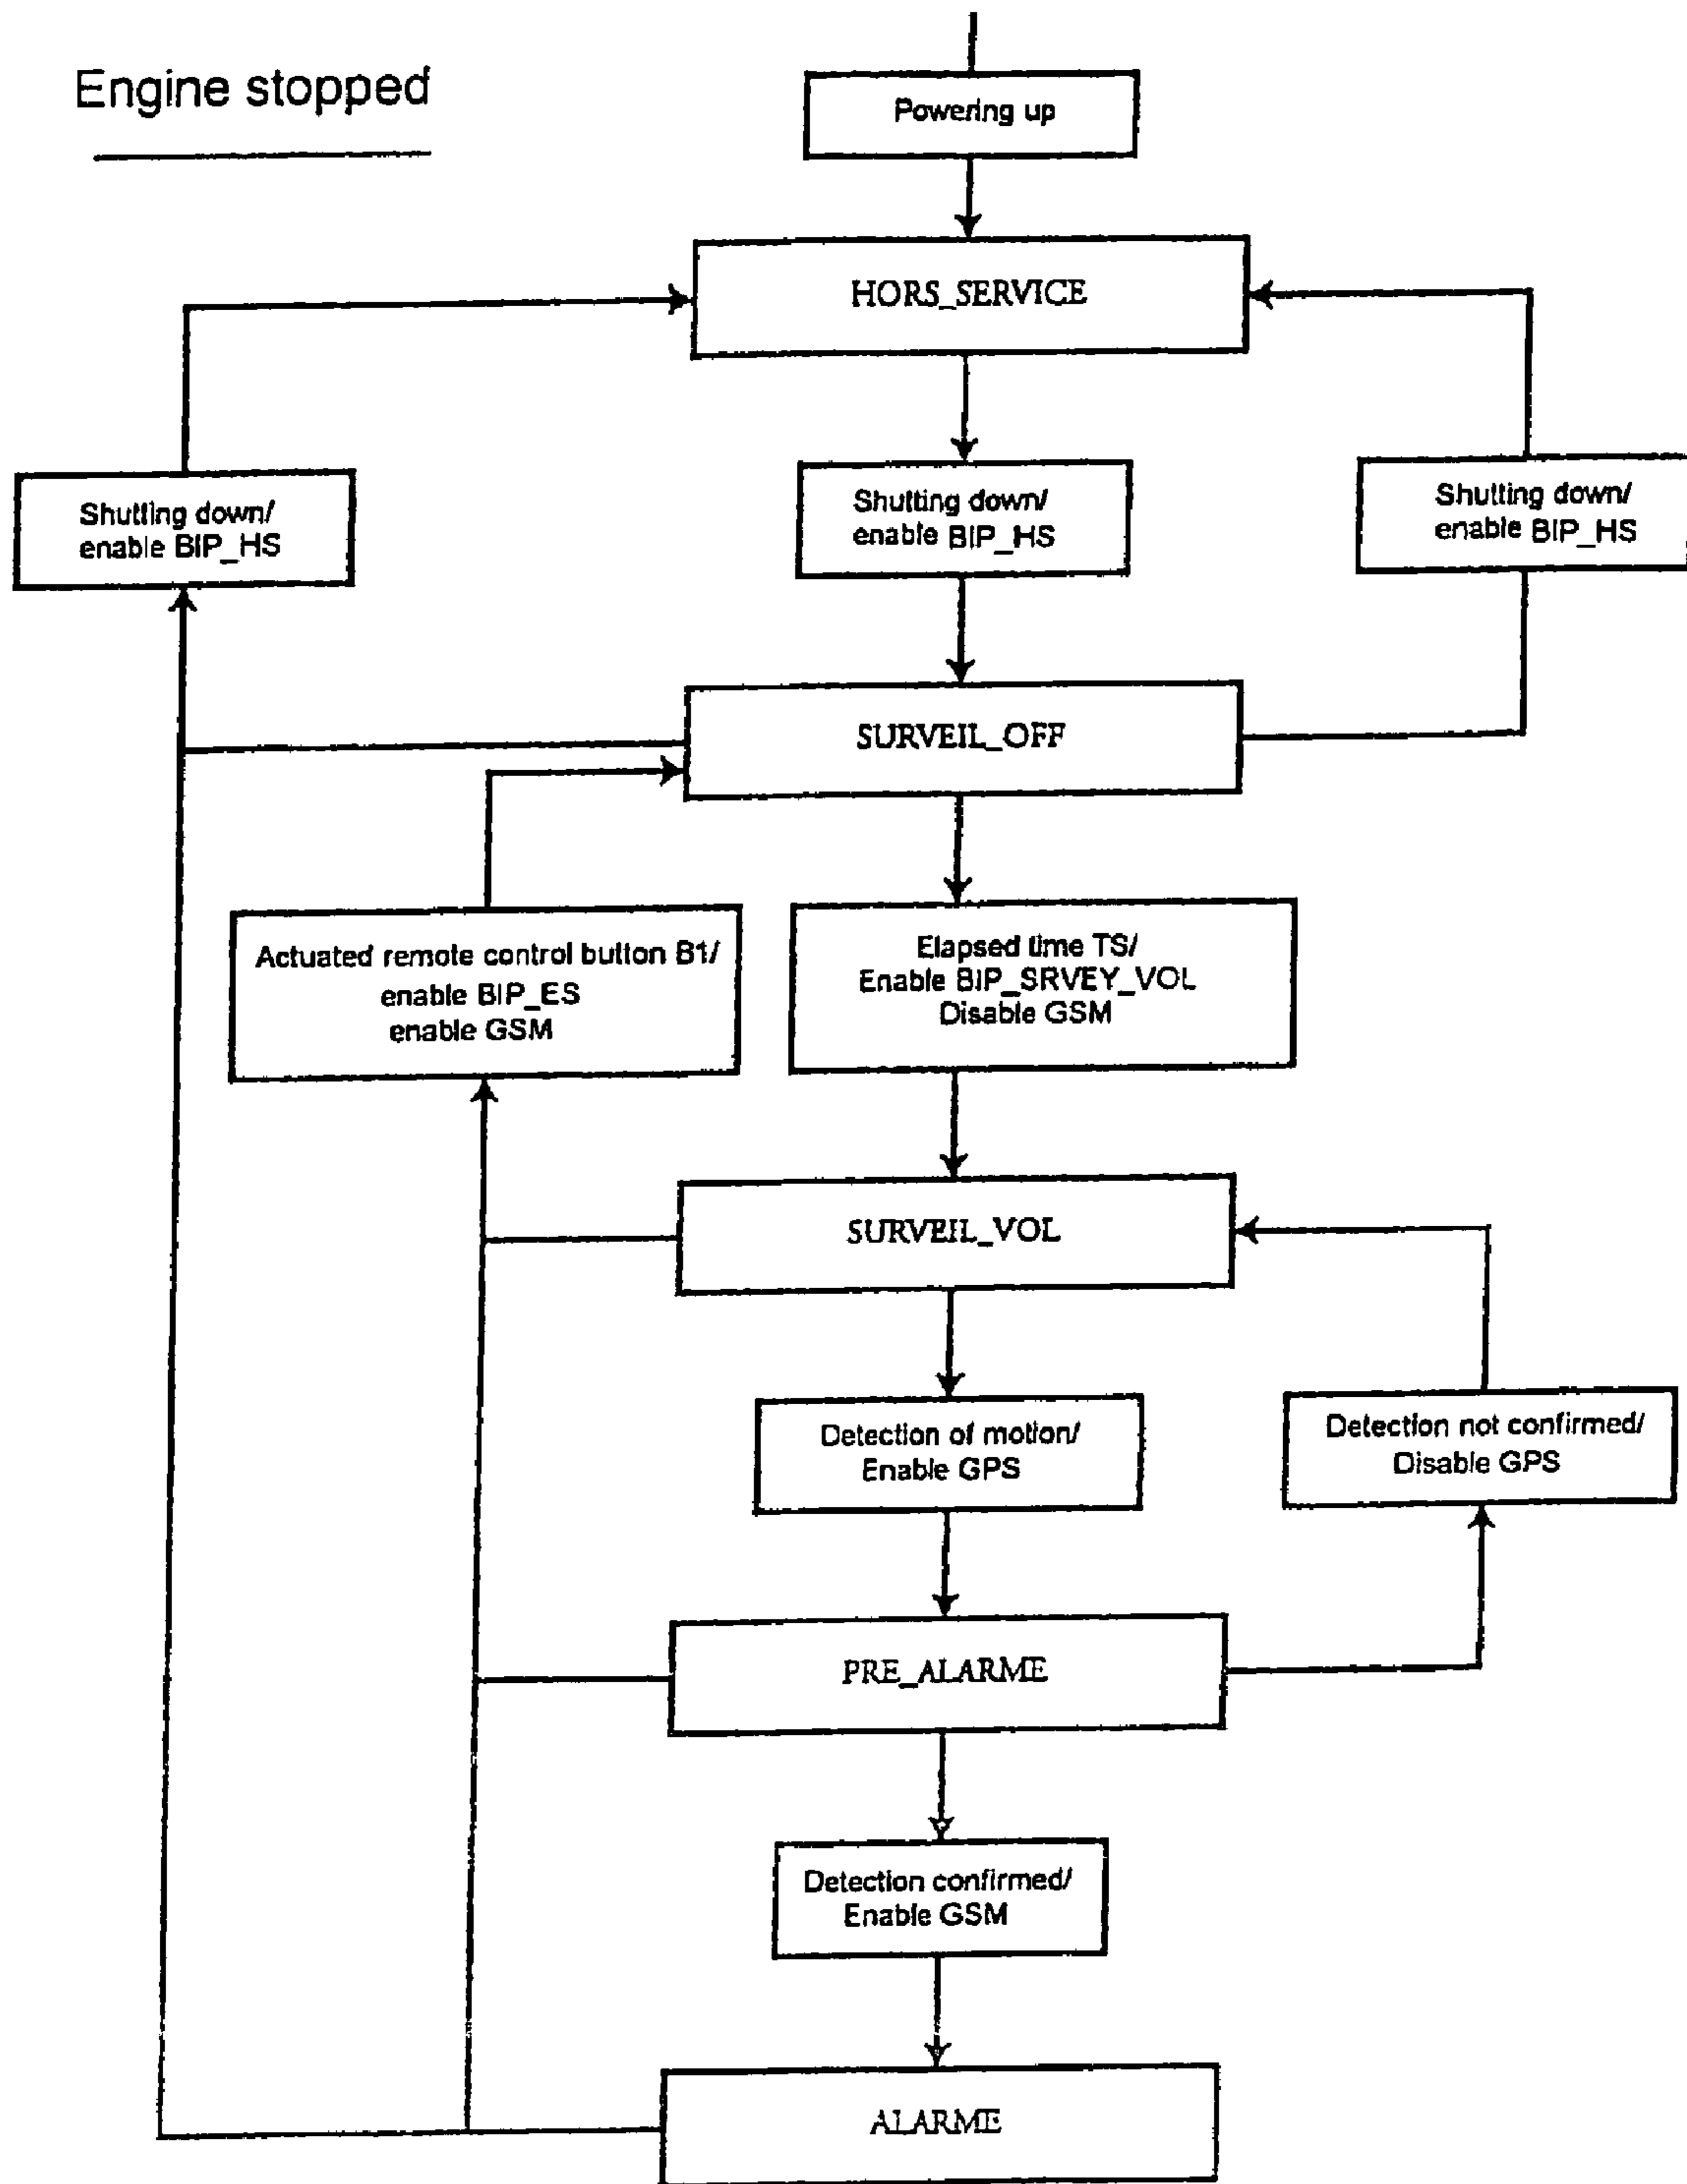 Engine stopped
Powering up
HORS_SERVICE
Shutting down/
enable BIP_HS
Shutting down/
enable BIP_HS
Shutting down/
enable BIP_HS
SURVEIL_OFF
Actuated remote control button B1/
enable BIP_ES
enable GSM
Elapsed time TS/
Enable BIP_SRVEY_VOL
Disable GSM
SURVEIL_VOL
Detection of motion/
Enable GPS
Detection not confirmed/
Disable GPS
PRE_ALARME
Detection confirmed/
Enable GSM
ALARME